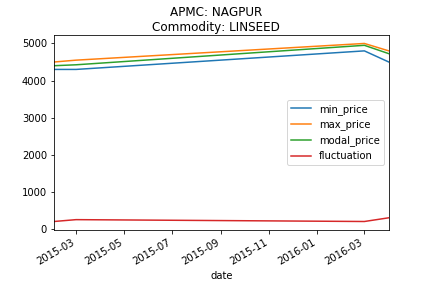 APMC: NAGPUR
Commodity: LINSEED
5000
4000
3000
2000
1000
0
min_price
max_price
modal_price
fluctuation
2015-03
2015-05
2015-07
2015-09
2015-11
2016-01
2016-03
date